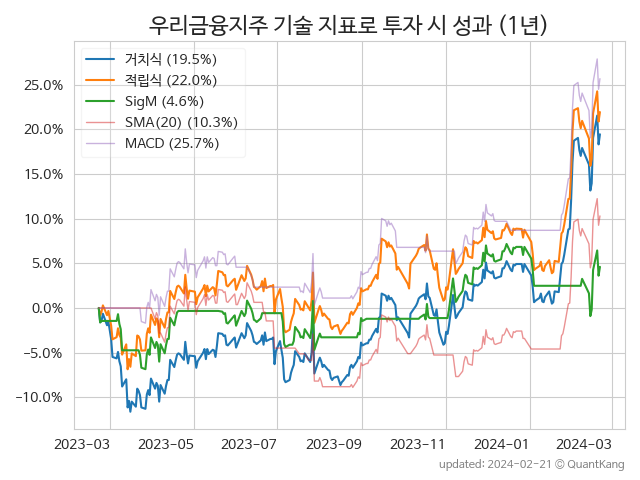 우리금융지주 기술 지표로 투자 시 성과 (1년)
거치식 (19.5%)
적립식 (22.0%)
SigM (4.6%)
SMA(20) (10.3%)
MACD (25.7%)
25.0%
20.0%
15.0%
10.0%
5.0%
0.0%
−5.0%
−10.0%
2023-03 2023-05 2023-07 2023-09 2023-11 2024-01 2024-03
updated: 2024-02-21 © QuantKang